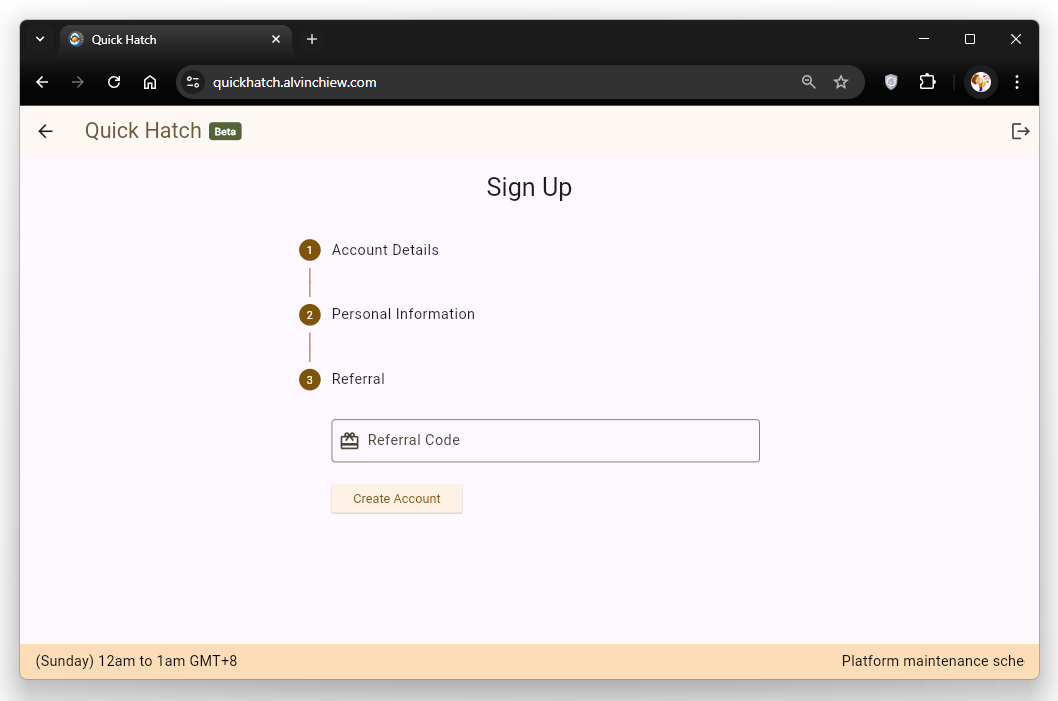 Quick Hatch
quickhatch.alvinchiew.com
Quick Hatch Beta
Sign Up
1 Account Details
2 Personal Information
3 Referral
Referral Code
Create Account
(Sunday) 12am to 1am GMT+8 Platform maintenance sche